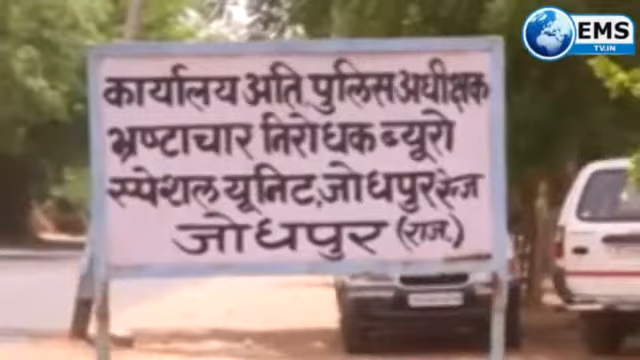 EMS
TV.IN
कार्यालय अति. पुलिस अधीक्षक
भ्रष्टाचार निरोधक ब्यूरो
स्पेशल यूनिट, जोधपुर रेन्ज
जोधपुर (राज.)